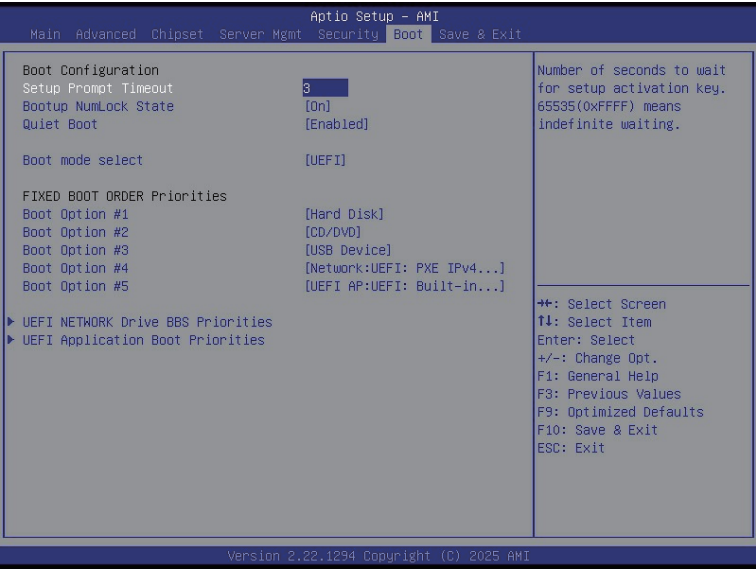 Aptio Setup – AMI
Main Advanced Chipset Server Mgmt Security Boot Save & Exit
Boot Configuration
Setup Prompt Timeout 3
Bootup NumLock State [On]
Quiet Boot [Enabled]
Boot mode select [UEFI]
FIXED BOOT ORDER Priorities
Boot Option #1 [Hard Disk]
Boot Option #2 [CD/DVD]
Boot Option #3 [USB Device]
Boot Option #4 [Network:UEFI: PXE IPv4...]
Boot Option #5 [UEFI AP:UEFI: Built-in...]
UEFI NETWORK Drive BBS Priorities
UEFI Application Boot Priorities
Number of seconds to wait
for setup activation key.
65535(0xFFFF) means
indefinite waiting.
→←: Select Screen
↑↓: Select Item
Enter: Select
+/-: Change Opt.
F1: General Help
F3: Previous Values
F9: Optimized Defaults
F10: Save & Exit
ESC: Exit
Version 2.22.1294 Copyright (C) 2025 AMI